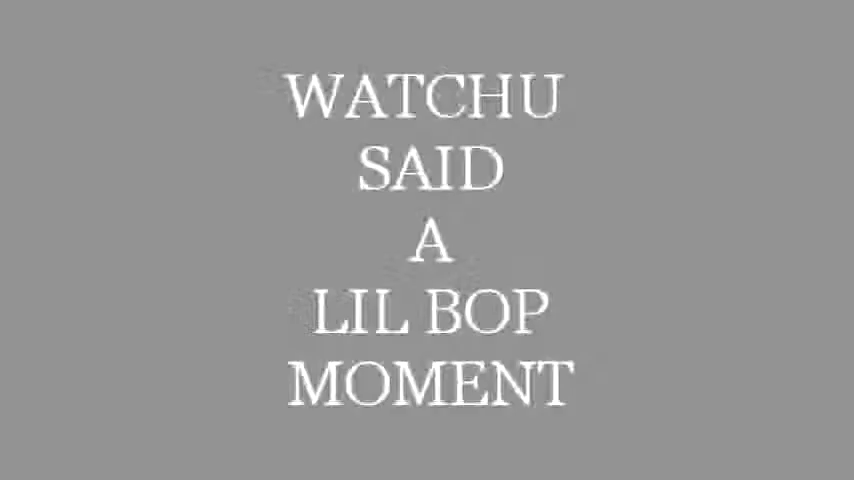 WATCHU
SAID
A
LIL BOP
MOMENT